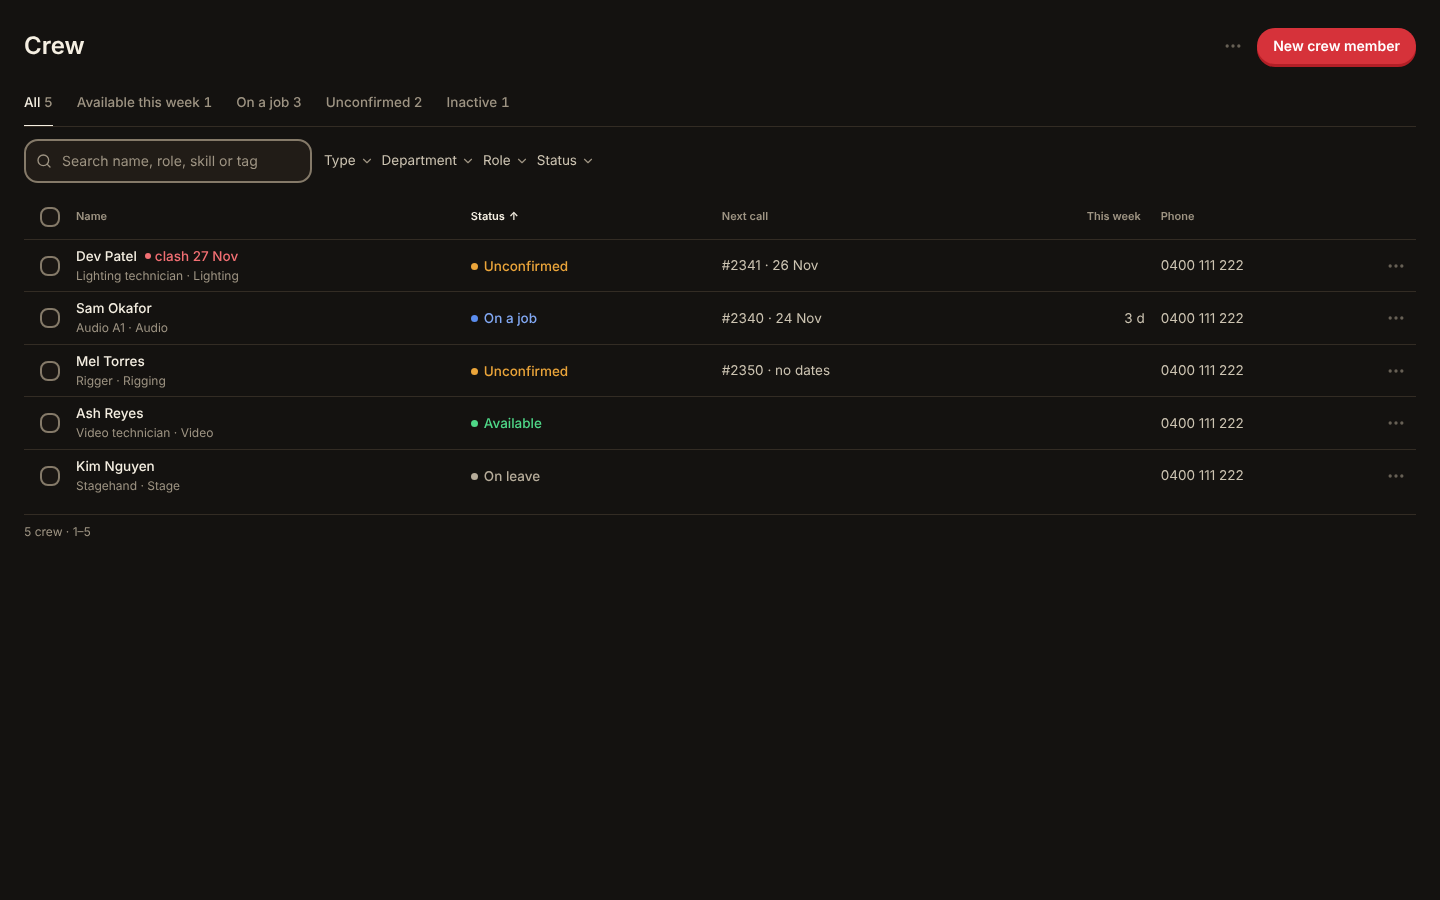 Crew
New crew member
All 5 Available this week 1 On a job 3 Unconfirmed 2 Inactive 1
Search name, role, skill or tag Type Department Role Status
Name Status ↑ Next call This week Phone
Dev Patel • clash 27 Nov
Lighting technician · Lighting
• Unconfirmed #2341 · 26 Nov 0400 111 222
Sam Okafor
Audio A1 · Audio
• On a job #2340 · 24 Nov 3 d 0400 111 222
Mel Torres
Rigger · Rigging
• Unconfirmed #2350 · no dates 0400 111 222
Ash Reyes
Video technician · Video
• Available 0400 111 222
Kim Nguyen
Stagehand · Stage
• On leave 0400 111 222
5 crew · 1–5